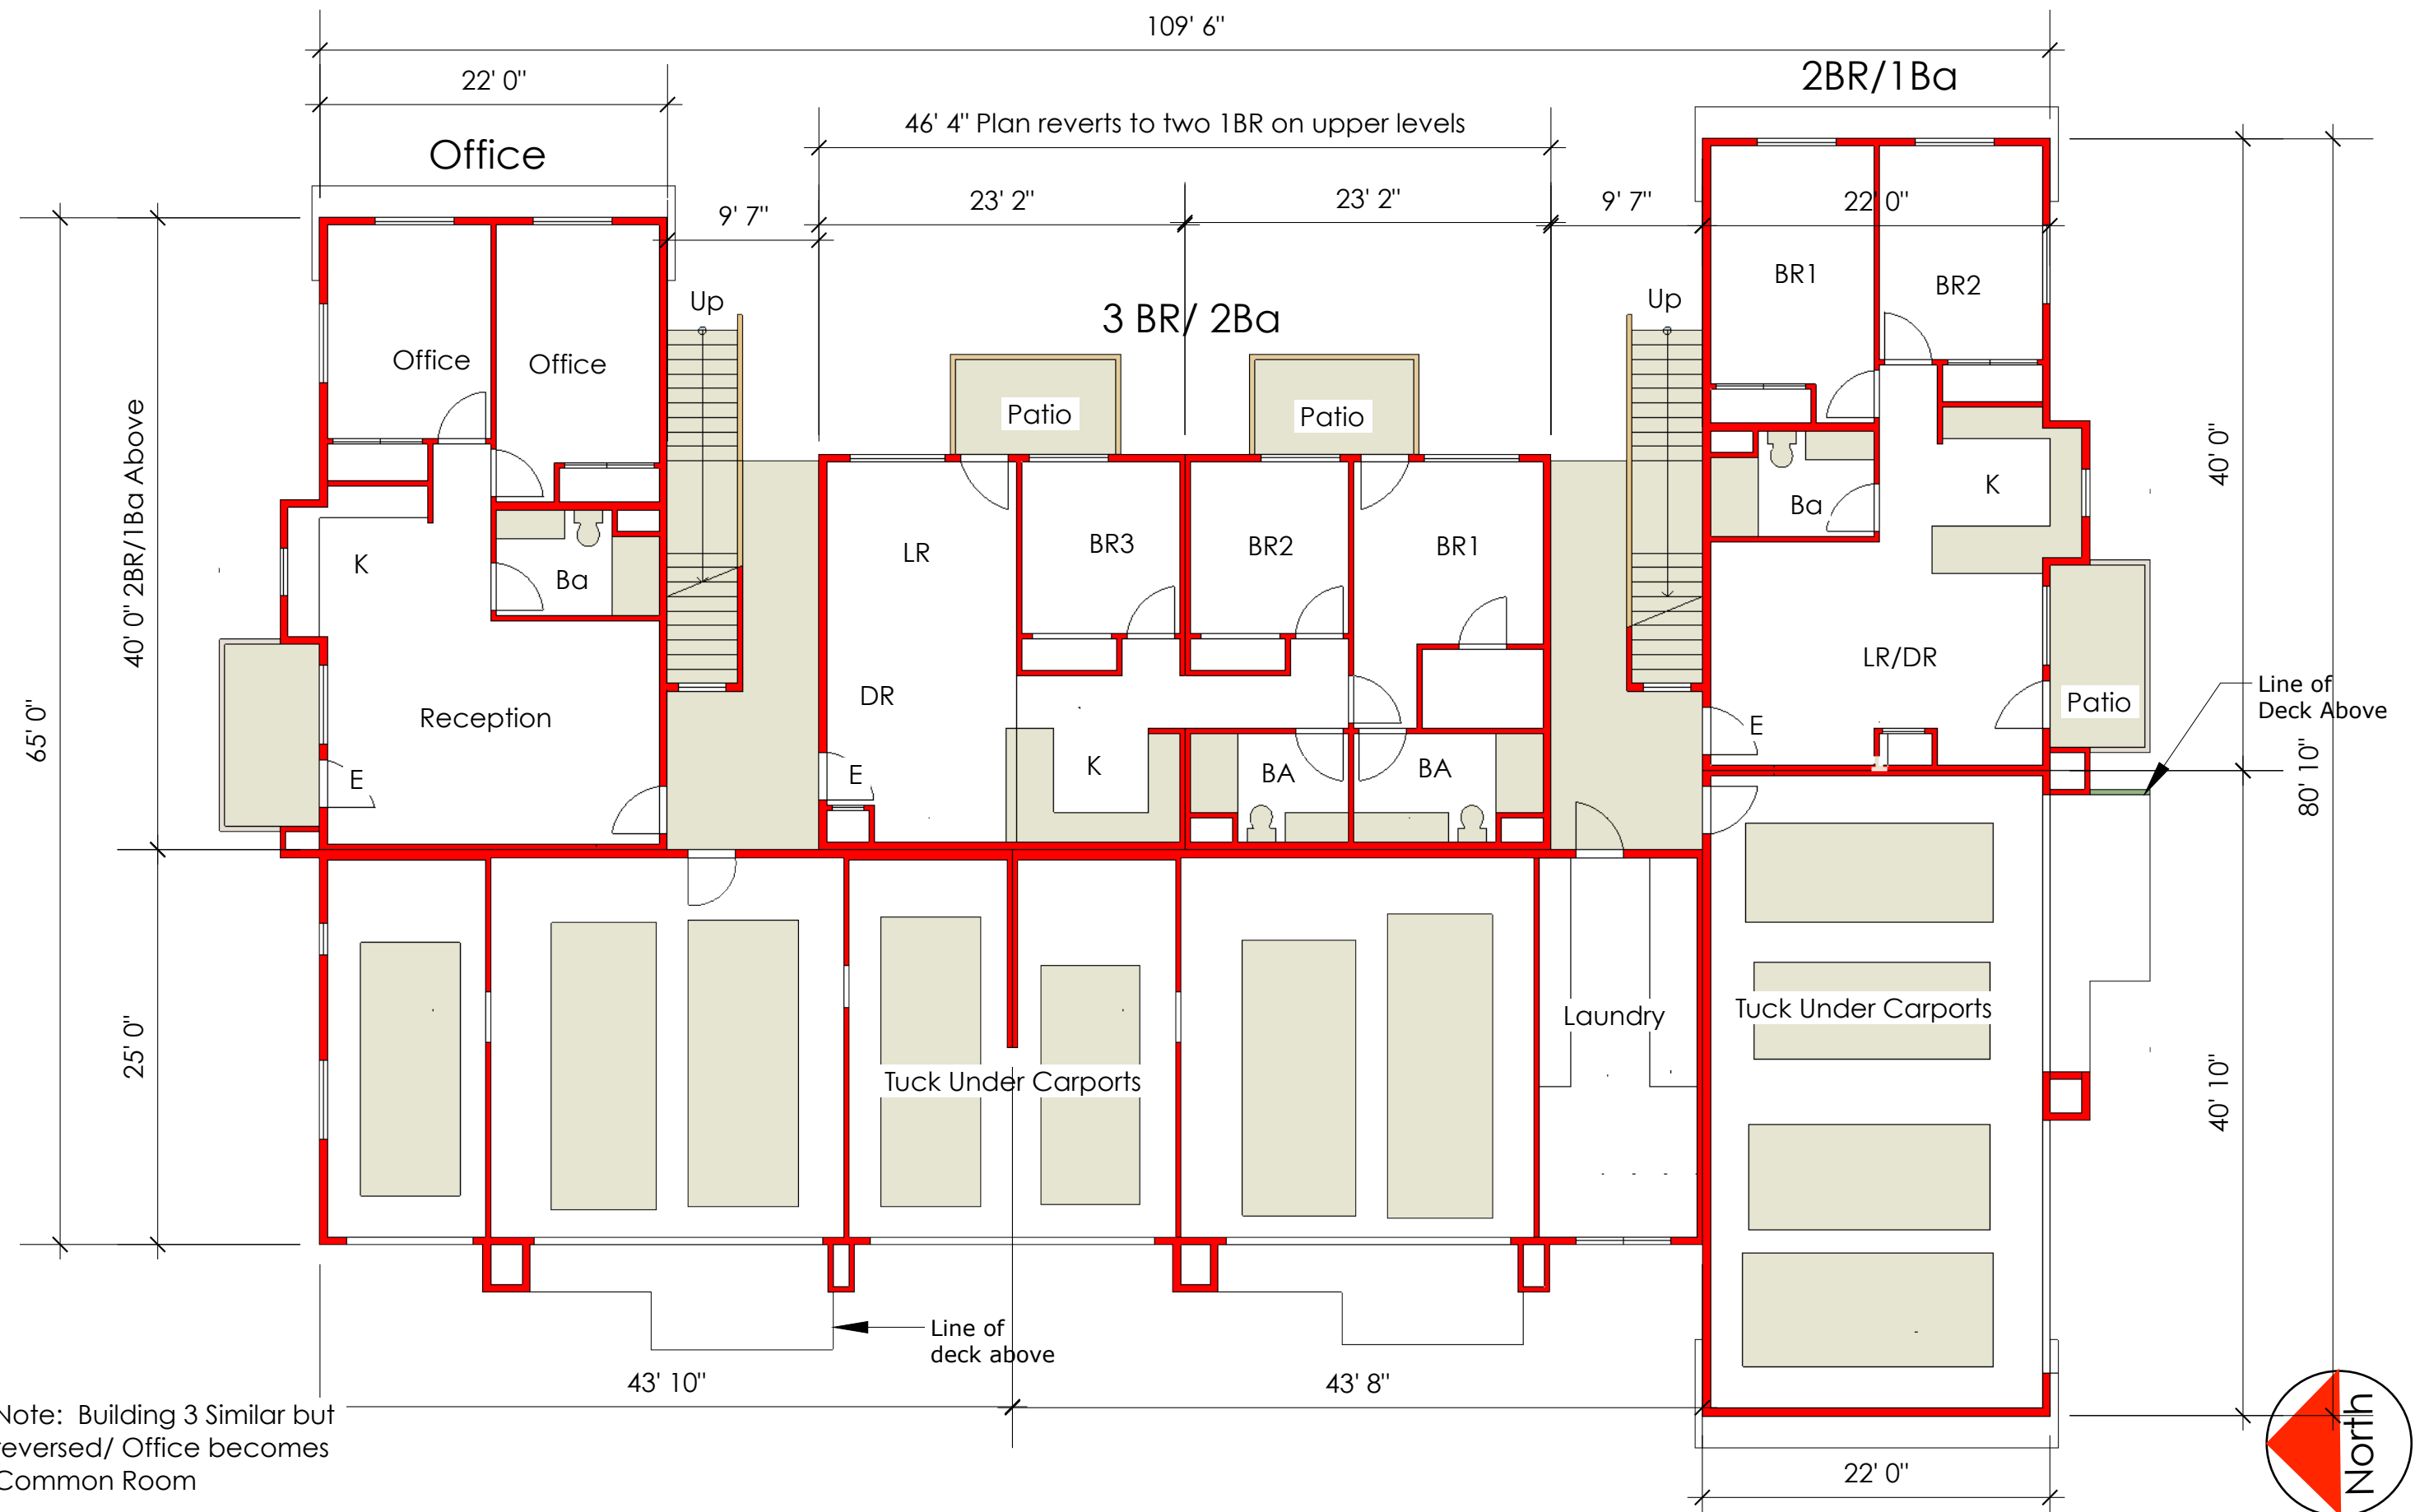 109' 6"
22' 0"
2BR/1Ba
46' 4" Plan reverts to two 1BR on upper levels
Office
9' 7"
23' 2"
23' 2"
9' 7"
22' 0"
Up
3 BR/ 2Ba
Up
BR1
BR2
Office
Office
Patio
Patio
40' 0" 2BR/1Ba Above
40' 0"
K
Ba
LR
BR3
BR2
BR1
Ba
K
65' 0"
Reception
DR
LR/DR
Patio
Line of
Deck Above
E
E
E
K
BA
BA
80' 10"
25' 0"
Laundry
Tuck Under Carports
Tuck Under Carports
40' 10"
Line of
deck above
43' 10"
43' 8"
Note: Building 3 Similar but
reversed/ Office becomes
Common Room
22' 0"
North